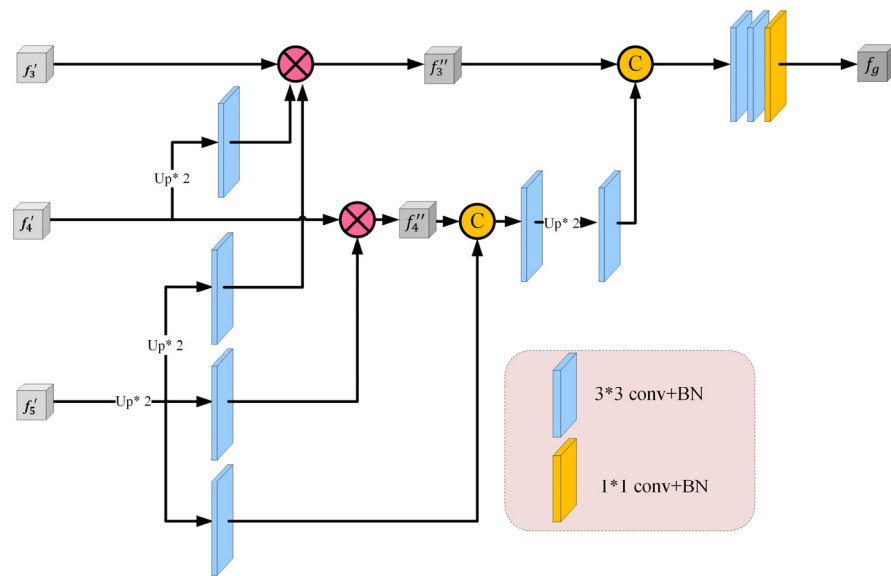 f₃′
f₃′′
C
f_g
Up* 2
f₄′
f₄′′
C
Up* 2
Up* 2
f₅′
Up* 2
3*3 conv+BN
1*1 conv+BN